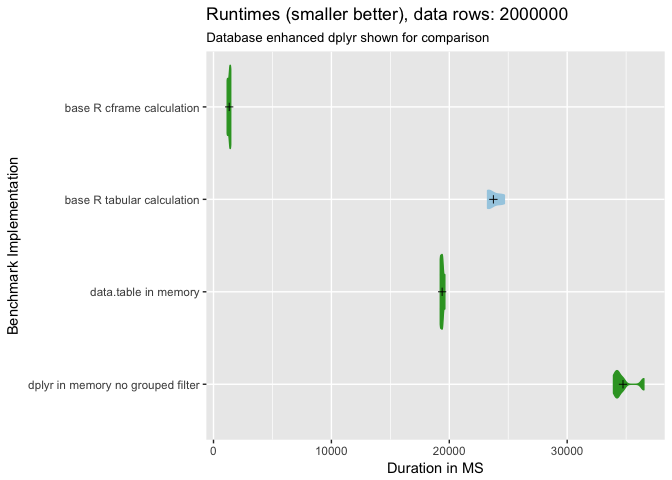 Runtimes (smaller better), data rows: 2000000
Database enhanced dplyr shown for comparison
Benchmark Implementation
base R cframe calculation
base R tabular calculation
data.table in memory
dplyr in memory no grouped filter
0 10000 20000 30000
Duration in MS